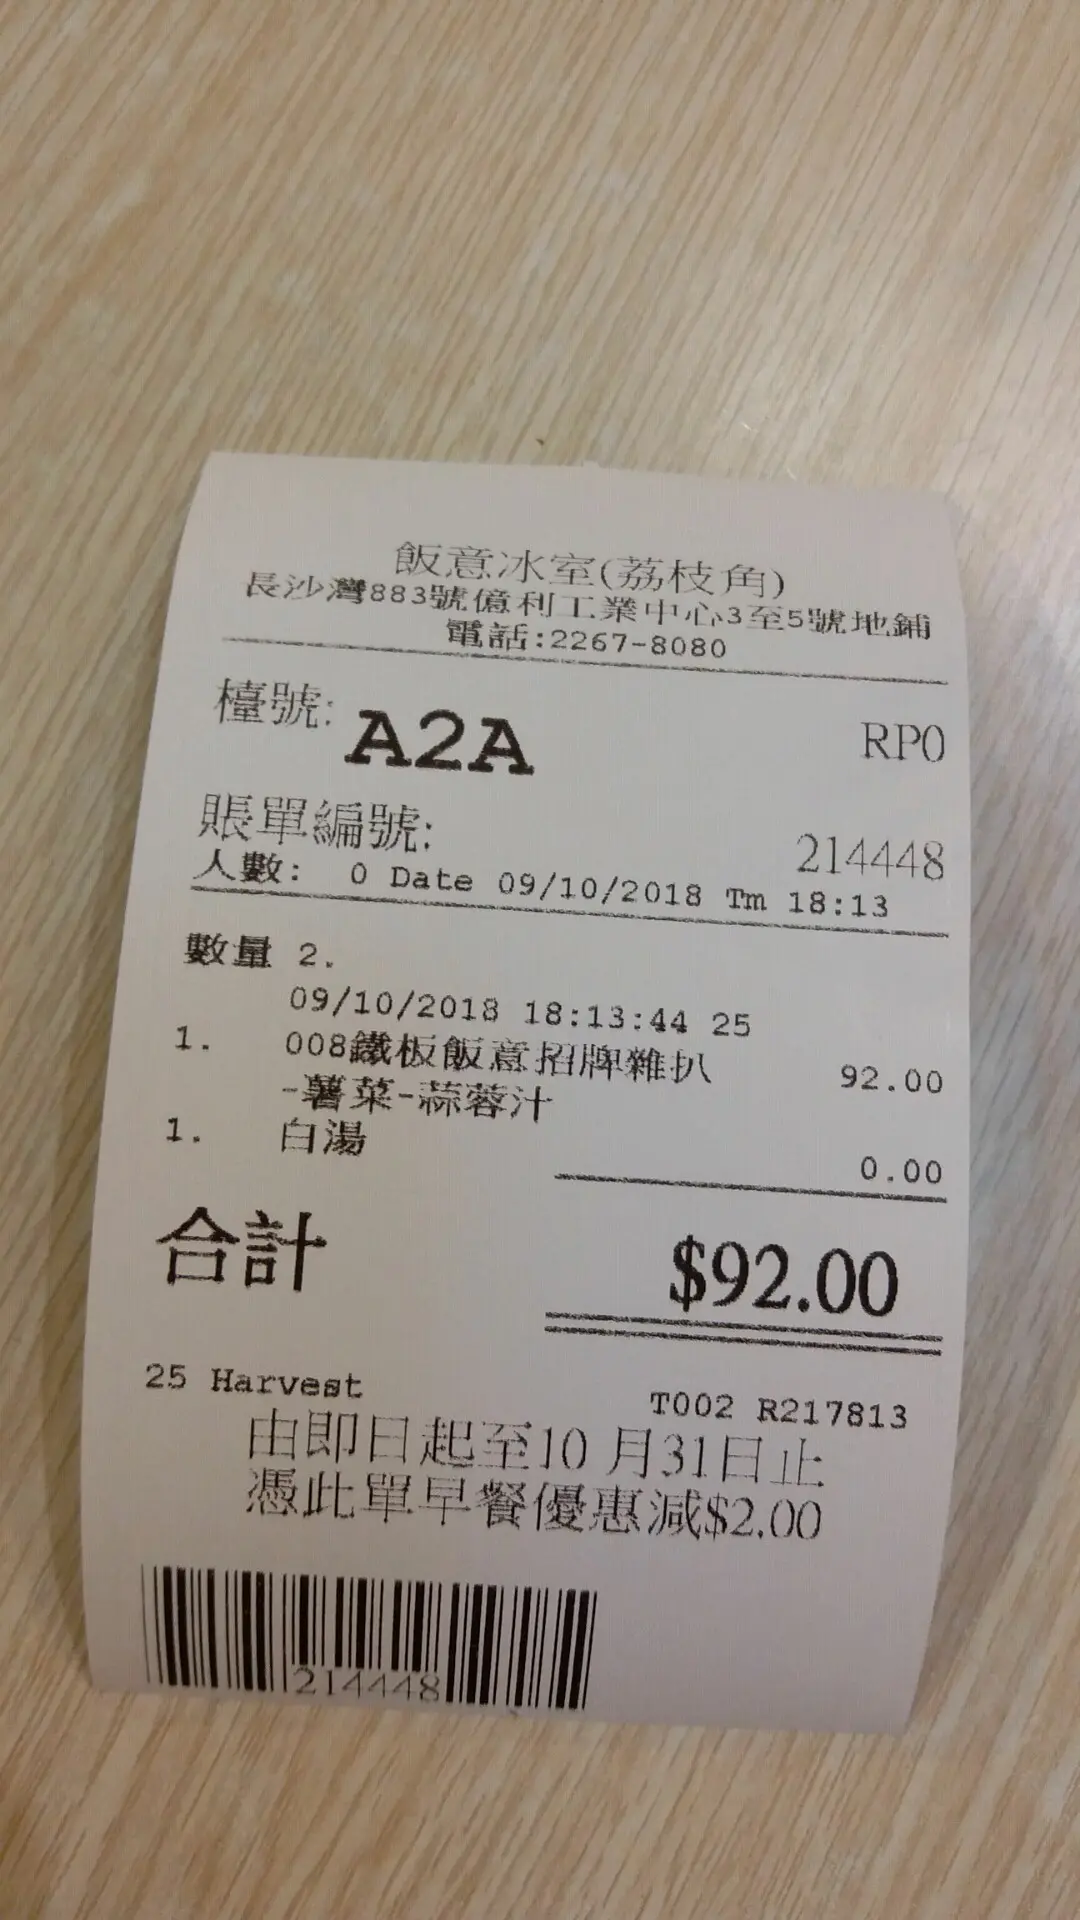 飯意冰室(荔枝角)
長沙灣883號億利工業中心3至5號地鋪
電話:2267-8080
檯號: A2A RP0
賬單編號: 214448
人數: 0 Date 09/10/2018 Tm 18:13
數量 2.
09/10/2018 18:13:44 25
1. 008鐵板飯意招牌雜扒 92.00
-薯菜-蒜蓉汁
1. 白湯 0.00
合計 $92.00
25 Harvest T002 R217813
由即日起至10月31日止
憑此單早餐優惠減$2.00
214448